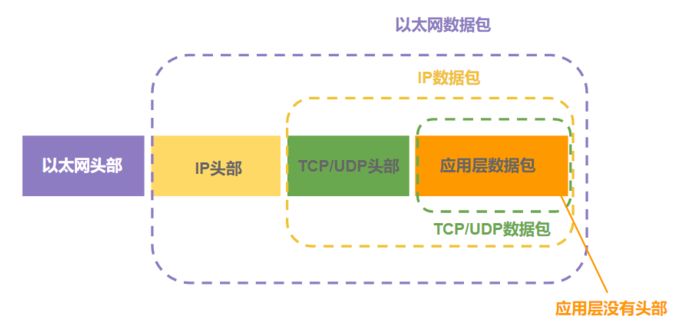 以太网数据包
IP数据包
以太网头部
IP头部
TCP/UDP头部
应用层数据包
TCP/UDP数据包
应用层没有头部